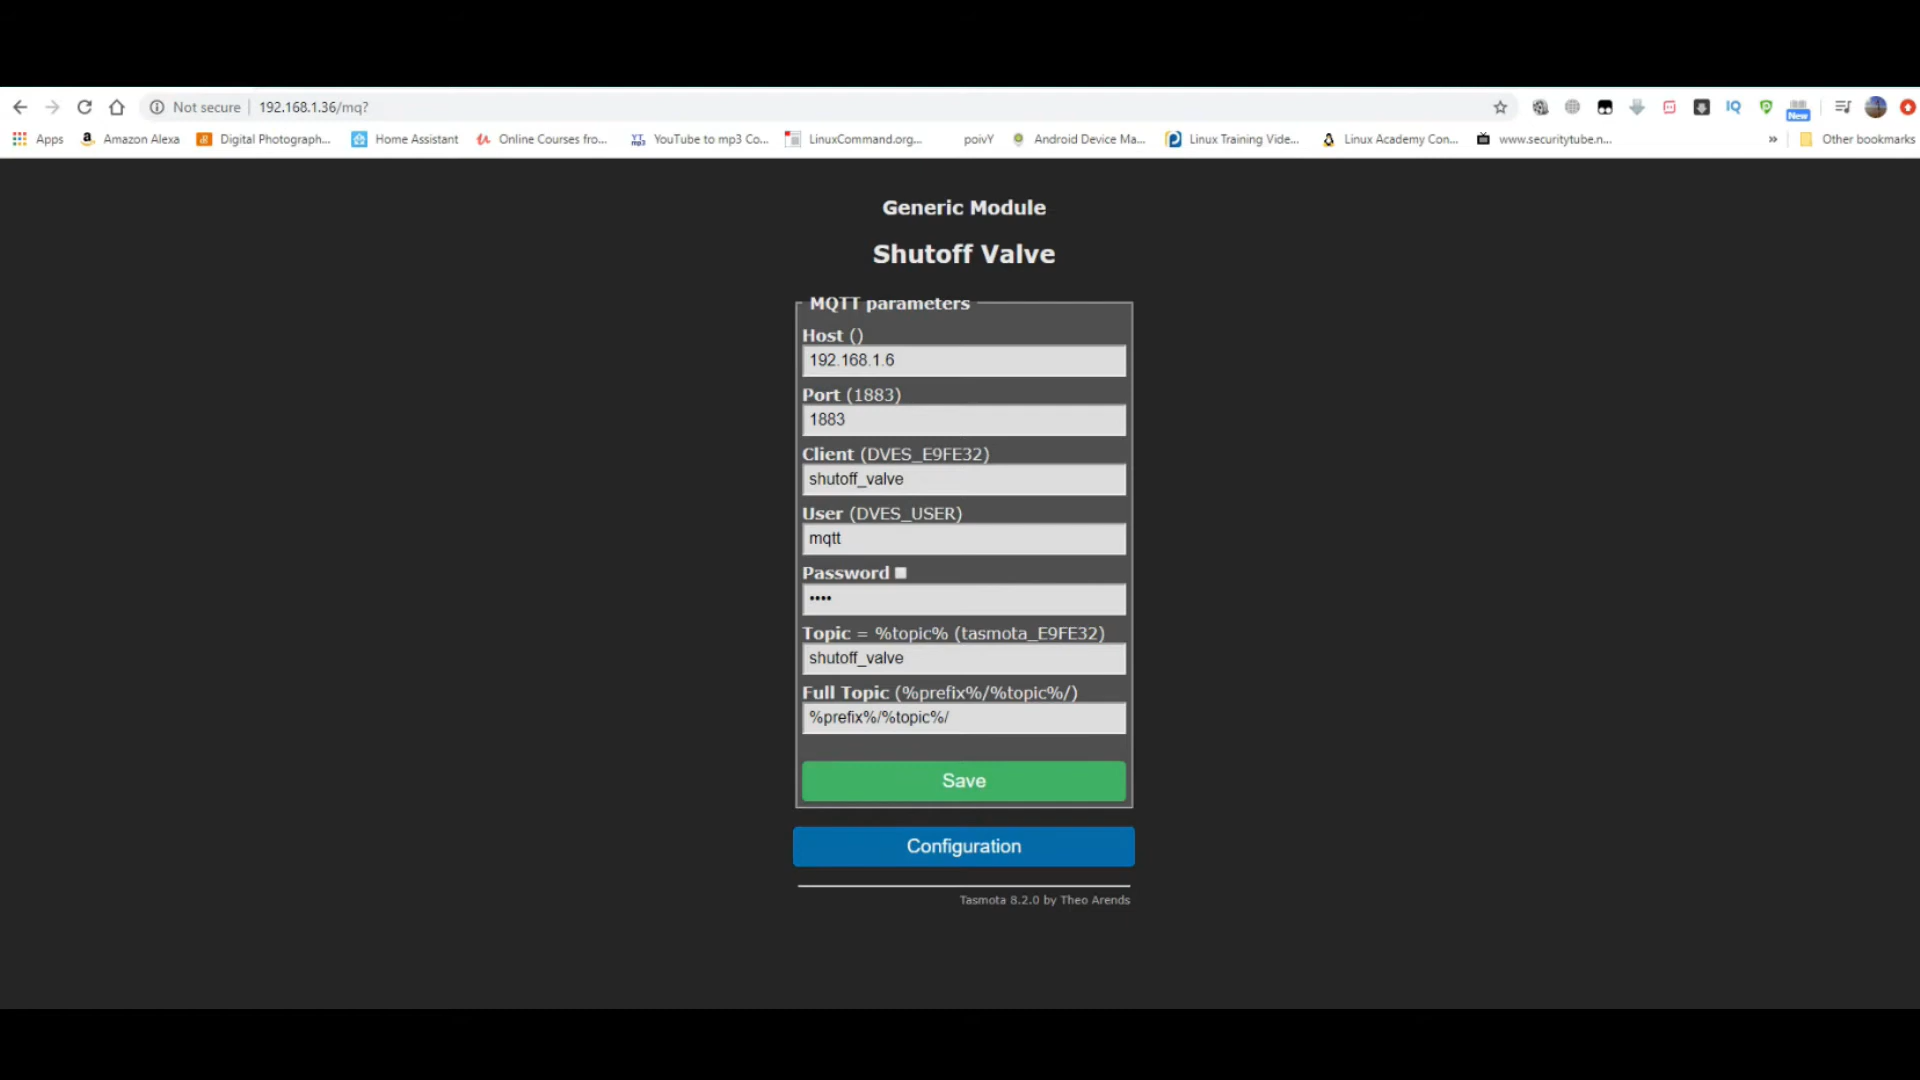 Not secure | 192.168.1.36/mq?
IQ
New
Apps
a Amazon Alexa
Digital Photograph...
Home Assistant
Online Courses fro...
YouTube to mp3 Co...
LinuxCommand.org...
poivY
Android Device Ma...
Linux Training Vide...
Linux Academy Con...
www.securitytube.n...
»
Other bookmarks
Generic Module
Shutoff Valve
MQTT parameters
Host ()
192.168.1.6
Port (1883)
1883
Client (DVES_E9FE32)
shutoff_valve
User (DVES_USER)
mqtt
Password
••••
Topic = %topic% (tasmota_E9FE32)
shutoff_valve
Full Topic (%prefix%/%topic%/)
%prefix%/%topic%/
Save
Configuration
Tasmota 8.2.0 by Theo Arends